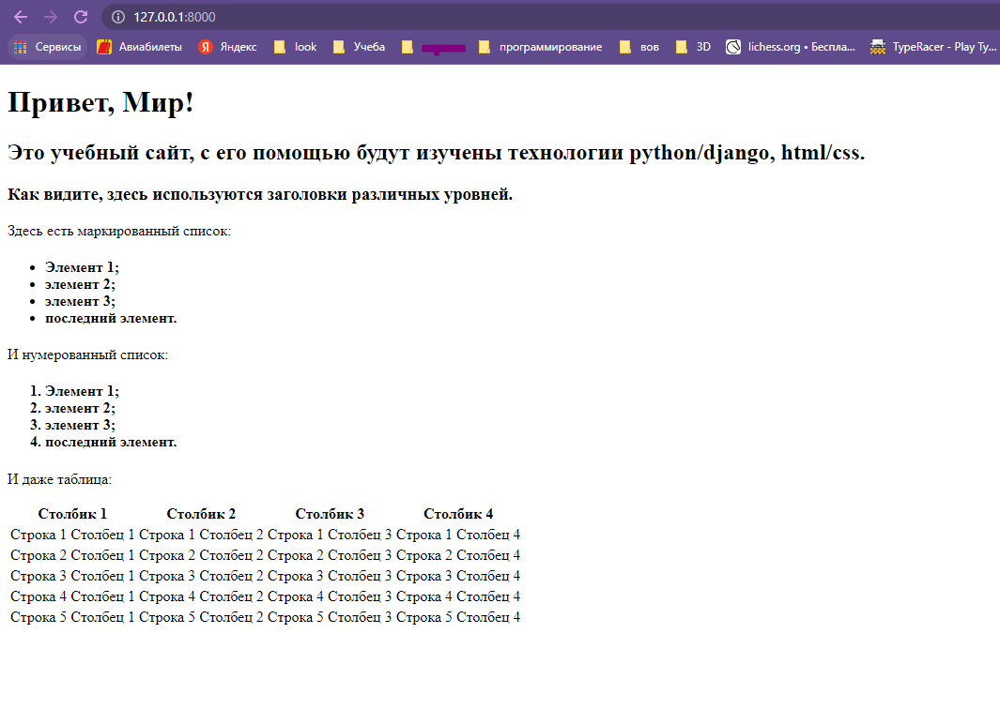 127.0.0.1:8000
Сервисы Авиабилеты Яндекс look Учеба программирование вов 3D lichess.org • Беспла... TypeRacer - Play Ty...
Привет, Мир!
Это учебный сайт, с его помощью будут изучены технологии python/django, html/css.
Как видите, здесь используются заголовки различных уровней.
Здесь есть маркированный список:
• Элемент 1;
• элемент 2;
• элемент 3;
• последний элемент.
И нумерованный список:
1. Элемент 1;
2. элемент 2;
3. элемент 3;
4. последний элемент.
И даже таблица:
Столбик 1 Столбик 2 Столбик 3 Столбик 4
Строка 1 Столбец 1 Строка 1 Столбец 2 Строка 1 Столбец 3 Строка 1 Столбец 4
Строка 2 Столбец 1 Строка 2 Столбец 2 Строка 2 Столбец 3 Строка 2 Столбец 4
Строка 3 Столбец 1 Строка 3 Столбец 2 Строка 3 Столбец 3 Строка 3 Столбец 4
Строка 4 Столбец 1 Строка 4 Столбец 2 Строка 4 Столбец 3 Строка 4 Столбец 4
Строка 5 Столбец 1 Строка 5 Столбец 2 Строка 5 Столбец 3 Строка 5 Столбец 4